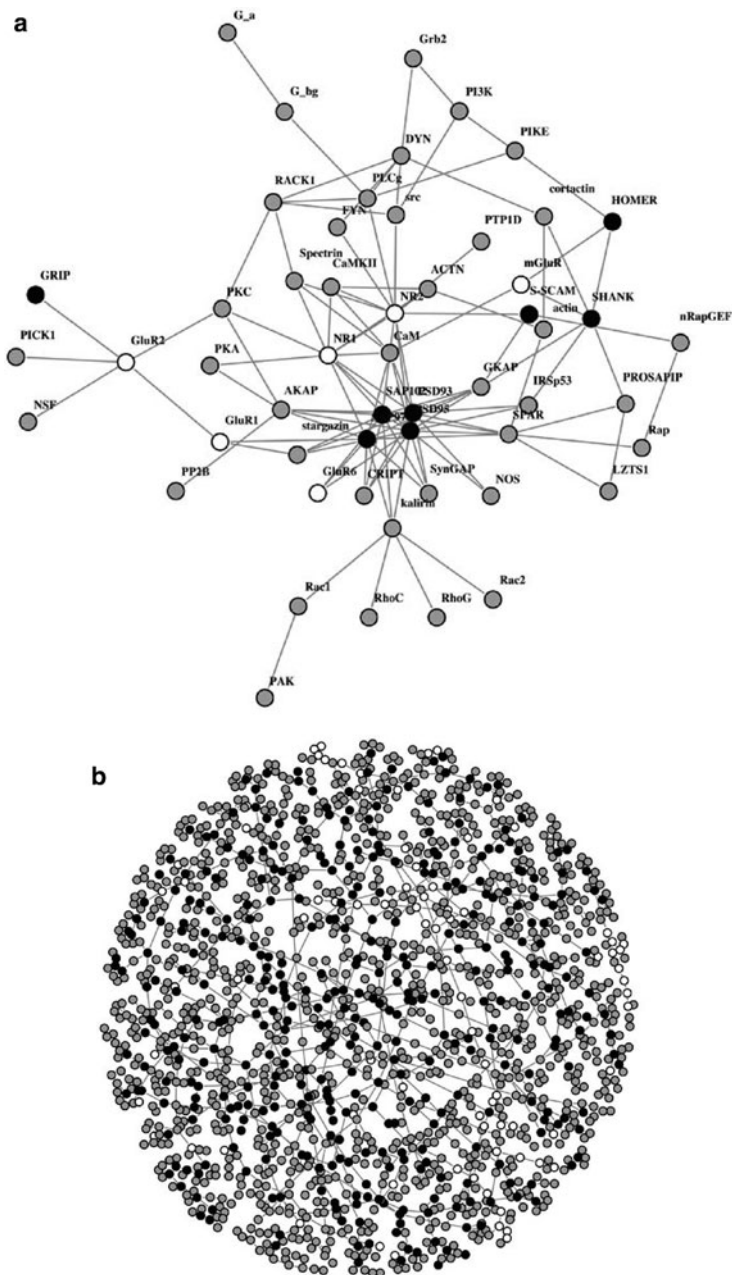 a
G_a
Grb2
G_bg
PI3K
DYN
PIKE
RACK1
PLCg
cortactin
src
HOMER
FYN
PTP1D
Spectrin
mGluR
CaMKII
ACTN
GRIP
S-SCAM
PKC
NR2
actin
SHANK
nRapGEF
GluR2
NR1
CaM
PICK1
PKA
GKAP
IRSp53
PROSAPIP
AKAP
SAP102
PSD93
NSF
GluR1
stargazin
PSD95
SPAR
Rap
PP2B
GluR6
CRIPT
SynGAP
NOS
LZTS1
kalirin
Rac1
RhoC
RhoG
Rac2
PAK
b